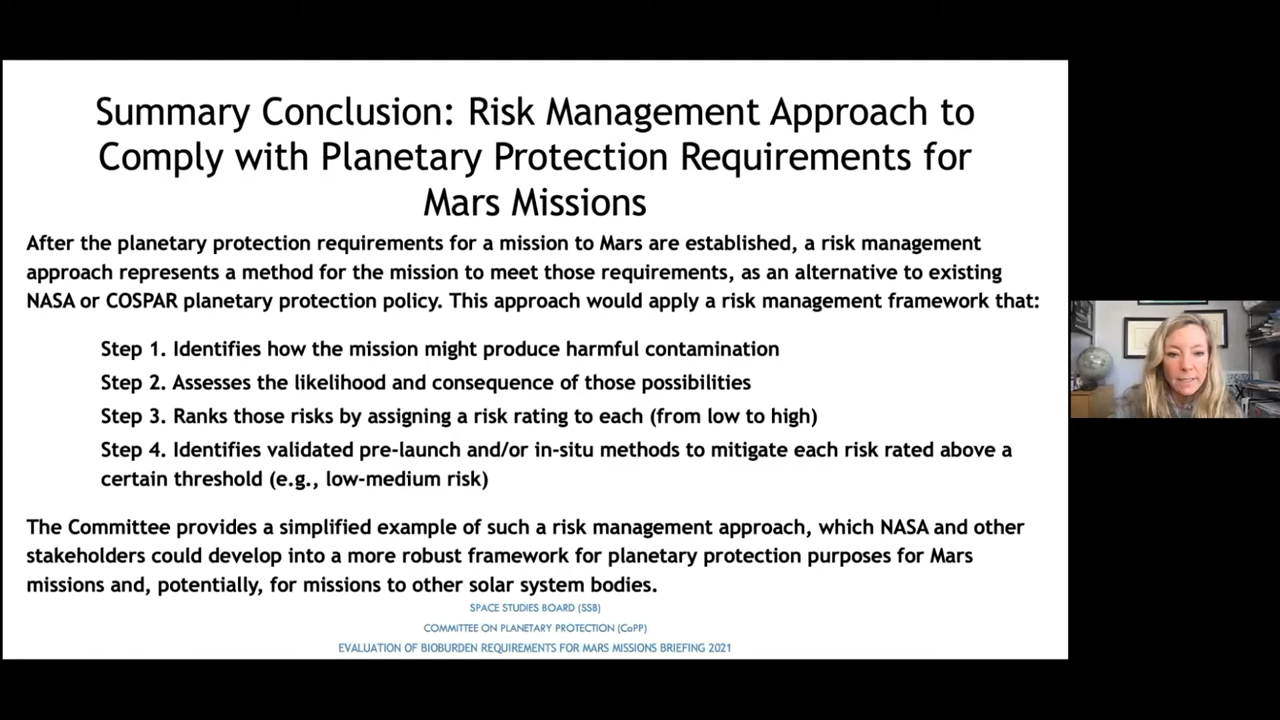 Summary Conclusion: Risk Management Approach to
Comply with Planetary Protection Requirements for
Mars Missions
After the planetary protection requirements for a mission to Mars are established, a risk management
approach represents a method for the mission to meet those requirements, as an alternative to existing
NASA or COSPAR planetary protection policy. This approach would apply a risk management framework that:
Step 1. Identifies how the mission might produce harmful contamination
Step 2. Assesses the likelihood and consequence of those possibilities
Step 3. Ranks those risks by assigning a risk rating to each (from low to high)
Step 4. Identifies validated pre-launch and/or in-situ methods to mitigate each risk rated above a
certain threshold (e.g., low-medium risk)
The Committee provides a simplified example of such a risk management approach, which NASA and other
stakeholders could develop into a more robust framework for planetary protection purposes for Mars
missions and, potentially, for missions to other solar system bodies.
SPACE STUDIES BOARD (SSB)
COMMITTEE ON PLANETARY PROTECTION (CoPP)
EVALUATION OF BIOBURDEN REQUIREMENTS FOR MARS MISSIONS BRIEFING 2021